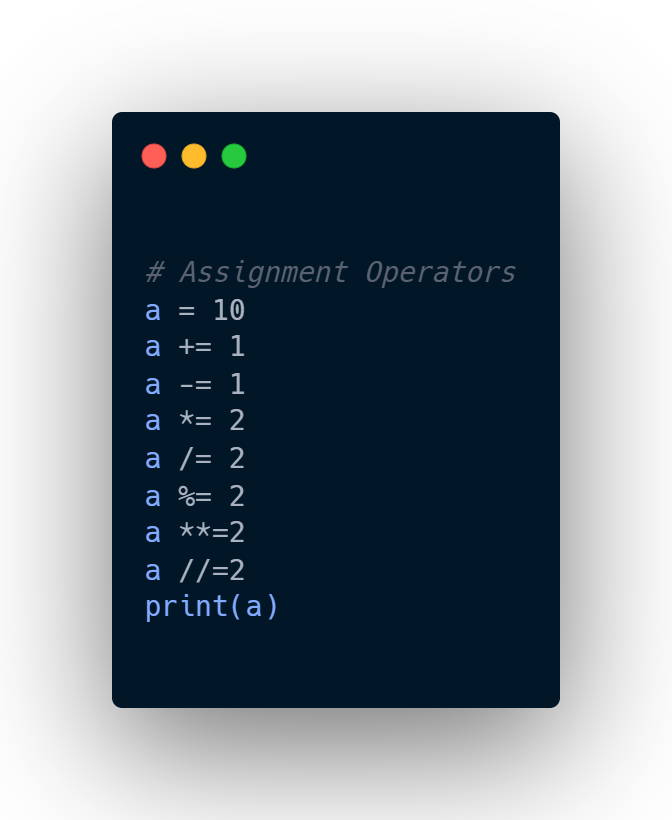 # Assignment Operators
a = 10
a += 1
a -= 1
a *= 2
a /= 2
a %= 2
a **=2
a //=2
print(a)